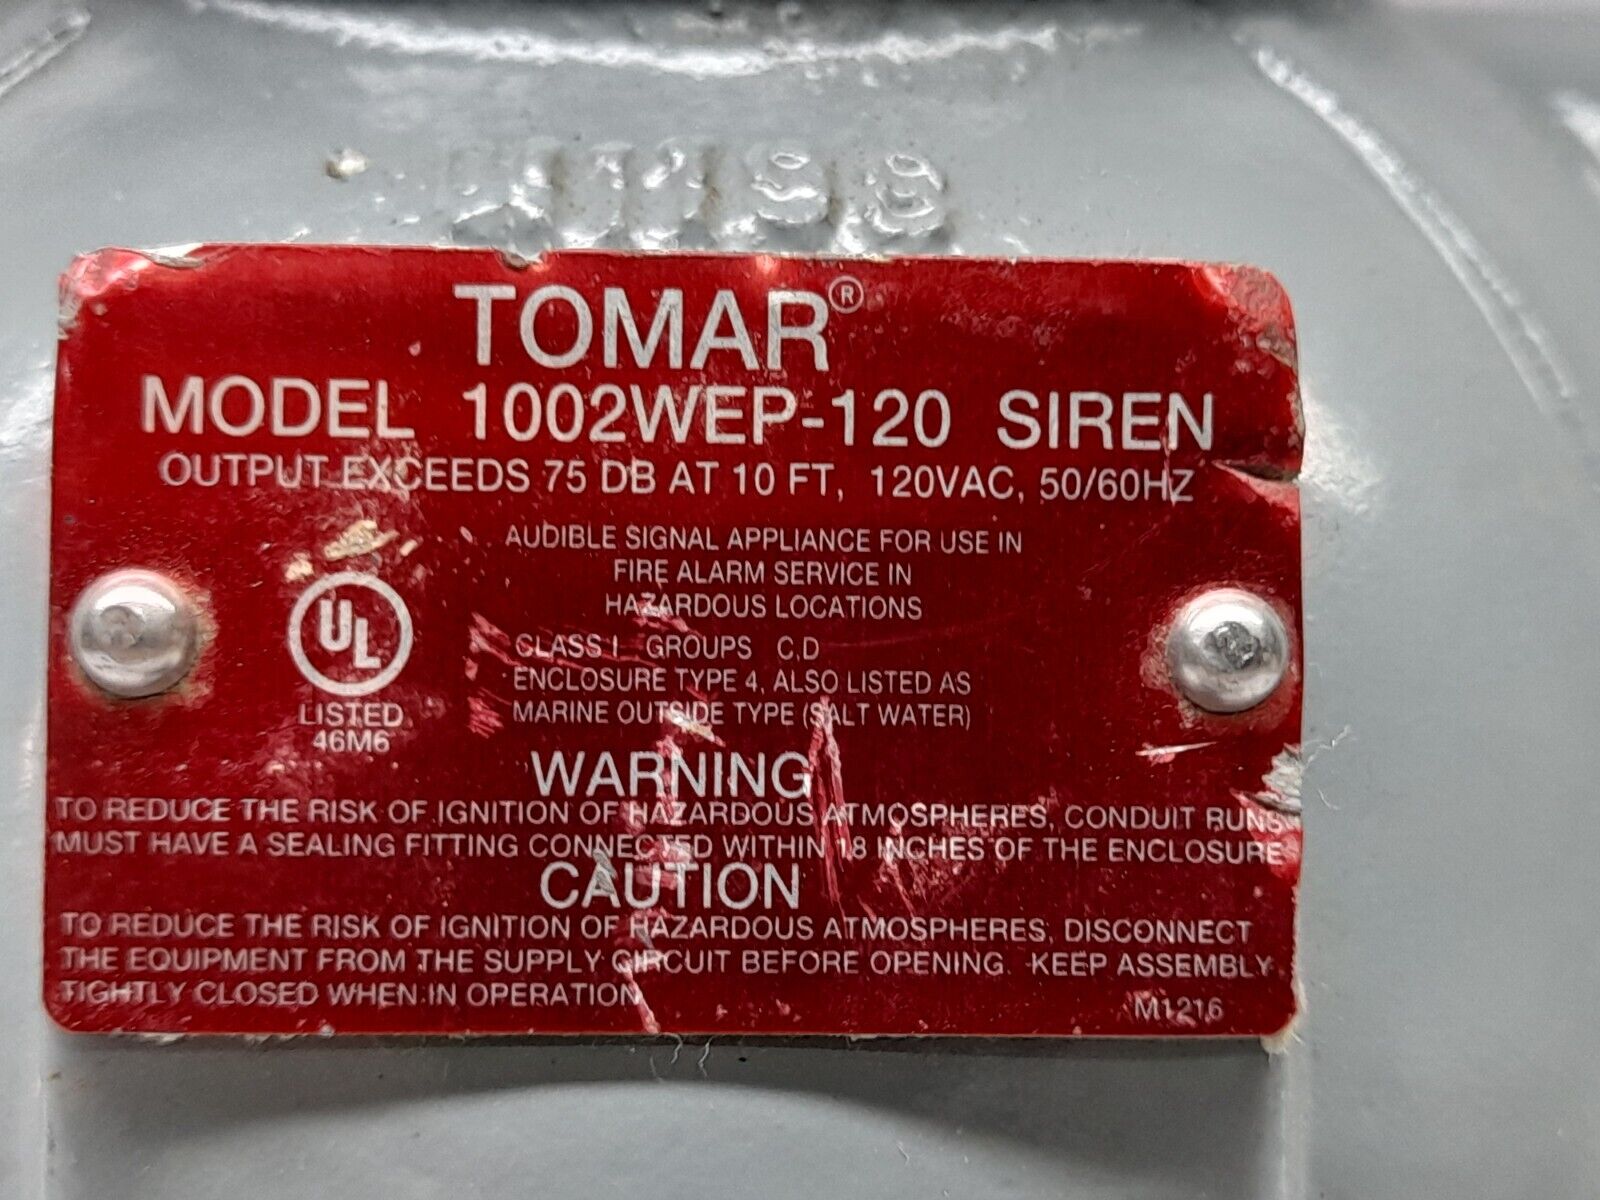 TOMAR®
MODEL 1002WEP-120 SIREN
OUTPUT EXCEEDS 75 DB AT 10 FT, 120VAC, 50/60HZ
AUDIBLE SIGNAL APPLIANCE FOR USE IN
FIRE ALARM SERVICE IN
HAZARDOUS LOCATIONS
CLASS I GROUPS C,D
ENCLOSURE TYPE 4, ALSO LISTED AS
MARINE OUTSIDE TYPE (SALT WATER)
UL
LISTED
46M6
WARNING
TO REDUCE THE RISK OF IGNITION OF HAZARDOUS ATMOSPHERES, CONDUIT RUNS
MUST HAVE A SEALING FITTING CONNECTED WITHIN 18 INCHES OF THE ENCLOSURE
CAUTION
TO REDUCE THE RISK OF IGNITION OF HAZARDOUS ATMOSPHERES, DISCONNECT
THE EQUIPMENT FROM THE SUPPLY CIRCUIT BEFORE OPENING. KEEP ASSEMBLY
TIGHTLY CLOSED WHEN IN OPERATION
M1216